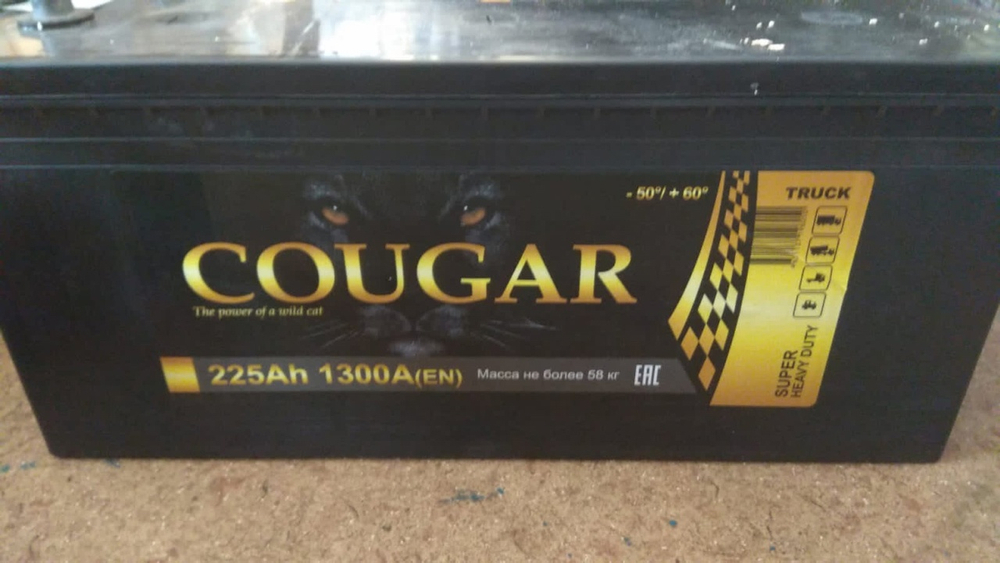 - 50°/ + 60°
TRUCK
COUGAR
The power of a wild cat
225Ah 1300A(EN) Масса не более 58 кг EAC
SUPER
HEAVY DUTY